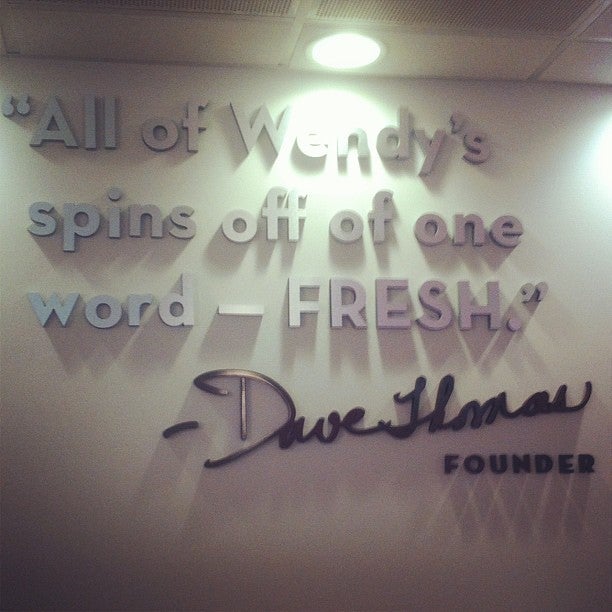 “All of Wendy's
spins off of one
word — FRESH.”
- Dave Thomas
FOUNDER